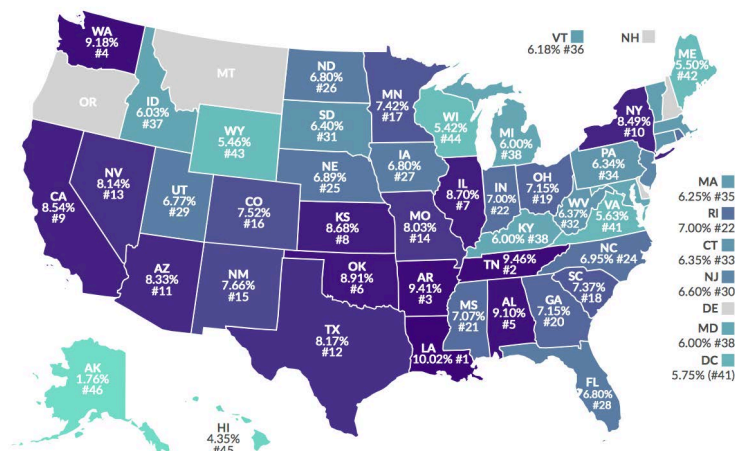 WA
9.18%
#4
MT
OR
ID
6.03%
#37
WY
5.46%
#43
ND
6.80%
#26
SD
6.40%
#31
MN
7.42%
#17
WI
5.42%
#44
MI
6.00%
#38
VT
6.18% #36
NH
ME
5.50%
#42
NY
8.49%
#10
CA
8.54%
#9
NV
8.14%
#13
UT
6.77%
#29
CO
7.52%
#16
NE
6.89%
#25
IA
6.80%
#27
KS
8.68%
#8
MO
8.03%
#14
IL
8.70%
#7
IN
7.00%
#22
OH
7.15%
#19
PA
6.34%
#34
WV
6.37%
#32
VA
5.63%
#41
KY
6.00% #38
NC
6.95% #24
TN 9.46%
#2
SC
7.37%
#18
AZ
8.33%
#11
NM
7.66%
#15
OK
8.91%
#6
AR
9.41%
#3
MS
7.07%
#21
AL
9.10%
#5
GA
7.15%
#20
TX
8.17%
#12
LA
10.02% #1
FL
6.80%
#28
AK
1.76%
#46
HI
4.35%
#45
MA
6.25% #35
RI
7.00% #22
CT
6.35% #33
NJ
6.60% #30
DE
MD
6.00% #38
DC
5.75% (#41)